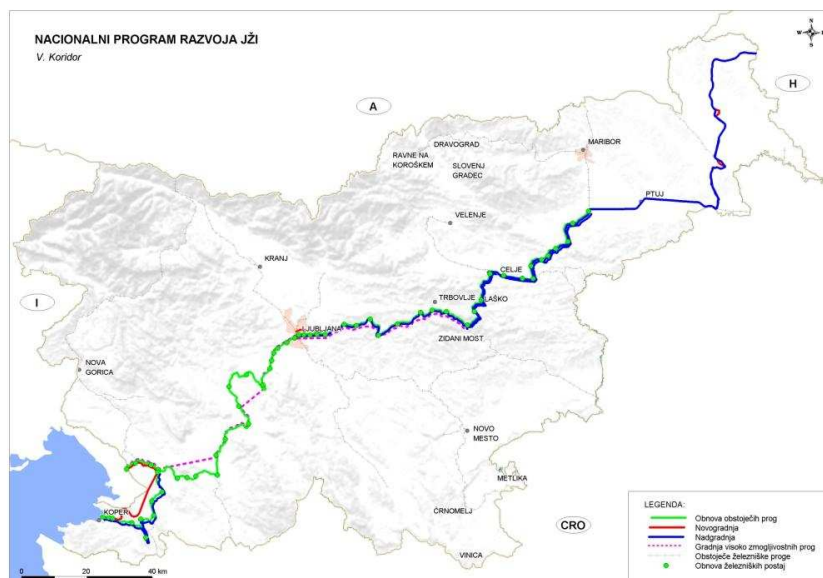 NACIONALNI PROGRAM RAZVOJA JŽI
V. Koridor
N
W
E
S
H
A
MARIBOR
DRAVOGRAD
RAVNE NA
KOROŠKEM
SLOVENJ
GRADEC
PTUJ
VELENJE
KRANJ
CELJE
I
TRBOVLJE
LAŠKO
LJUBLJANA
ZIDANI MOST
NOVA
GORICA
NOVO
MESTO
METLIKA
KOPER
ČRNOMELJ
CRO
VINICA
LEGENDA:
Obnova obstoječih prog
Novogradnja
Nadgradnja
Gradnja visoko zmogljivostnih prog
Obstoječe železniške proge
Obnova železniških postaj
0
20
40 km